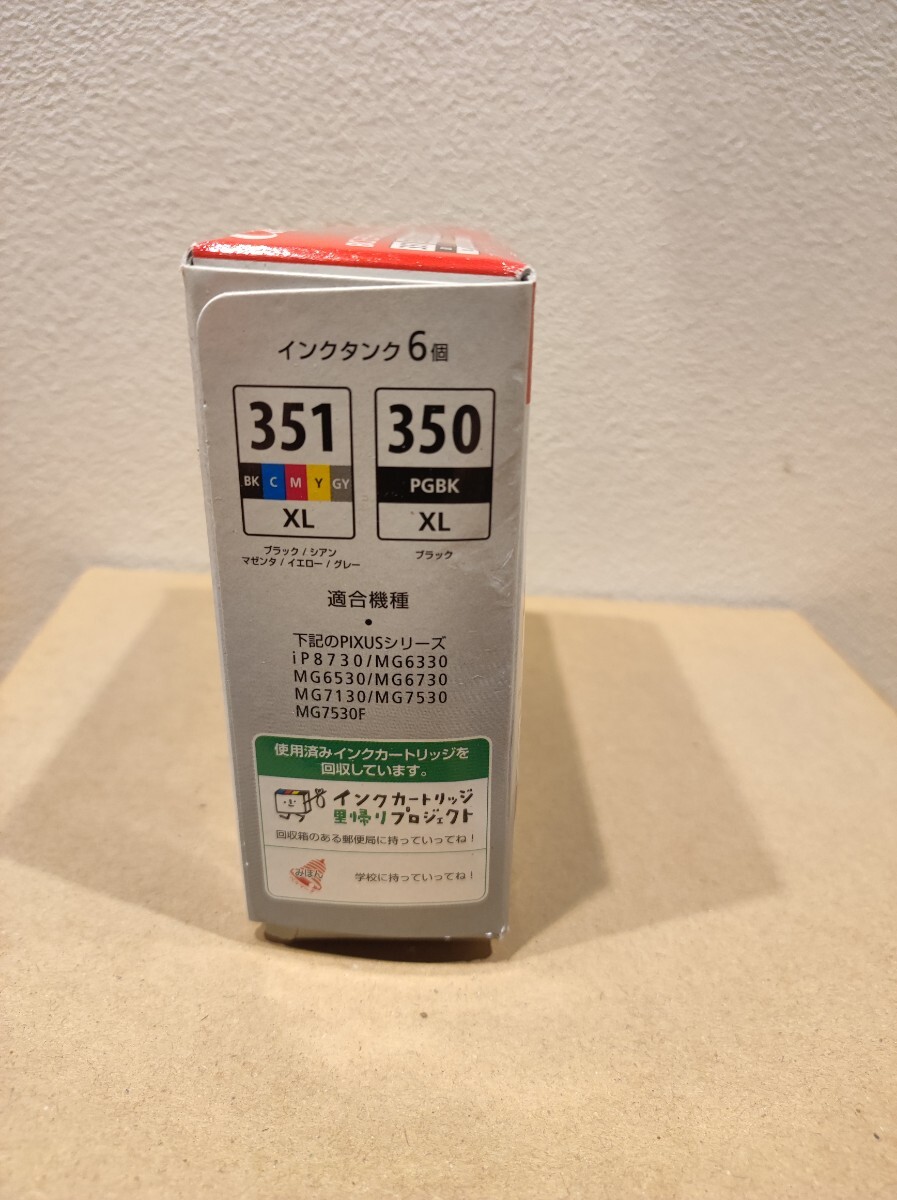 インクタンク6個
351
BK C M Y GY
XL
ブラック / シアン
マゼンタ / イエロー / グレー
350
PGBK
XL
ブラック
適合機種
●
下記のPIXUSシリーズ
iP8730/MG6330
MG6530/MG6730
MG7130/MG7530
MG7530F
使用済みインクカートリッジを
回収しています。
インクカートリッジ
里帰りプロジェクト
回収箱のある郵便局に持っていってね!
みほん
学校に持っていってね!